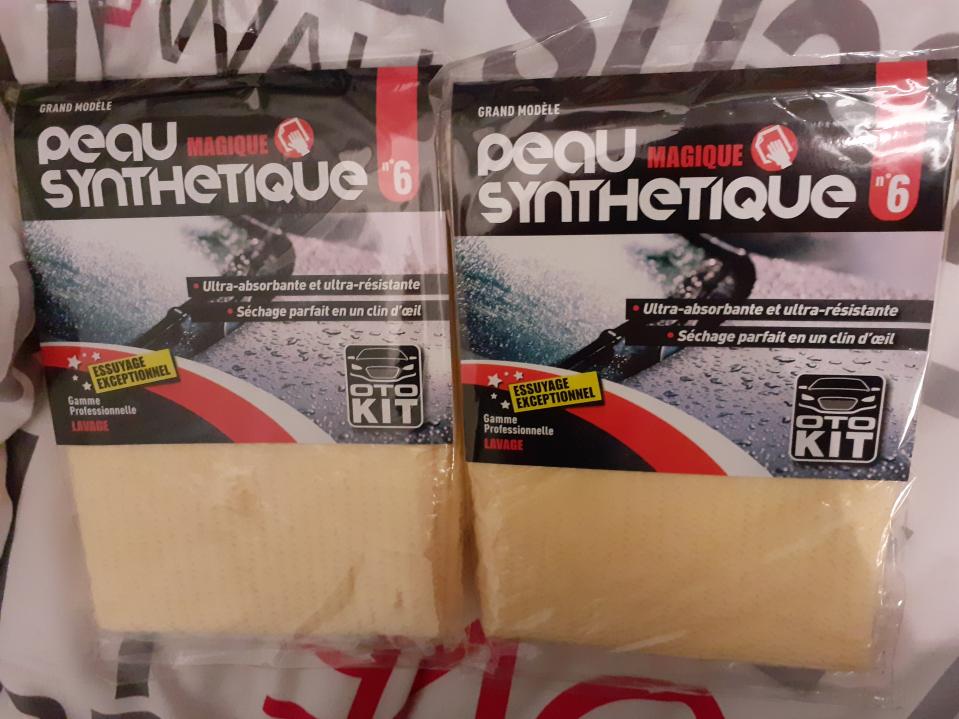 GRAND MODÈLE
Peau MAGIQUE
SYNTHETIQUE
n°6
• Ultra-absorbante et ultra-résistante
• Séchage parfait en un clin d'œil
ESSUYAGE
EXCEPTIONNEL
Gamme
Professionnelle
LAVAGE
OTO
KIT
GRAND MODÈLE
Peau MAGIQUE
SYNTHETIQUE
n°6
• Ultra-absorbante et ultra-résistante
• Séchage parfait en un clin d'œil
ESSUYAGE
EXCEPTIONNEL
Gamme
Professionnelle
LAVAGE
OTO
KIT